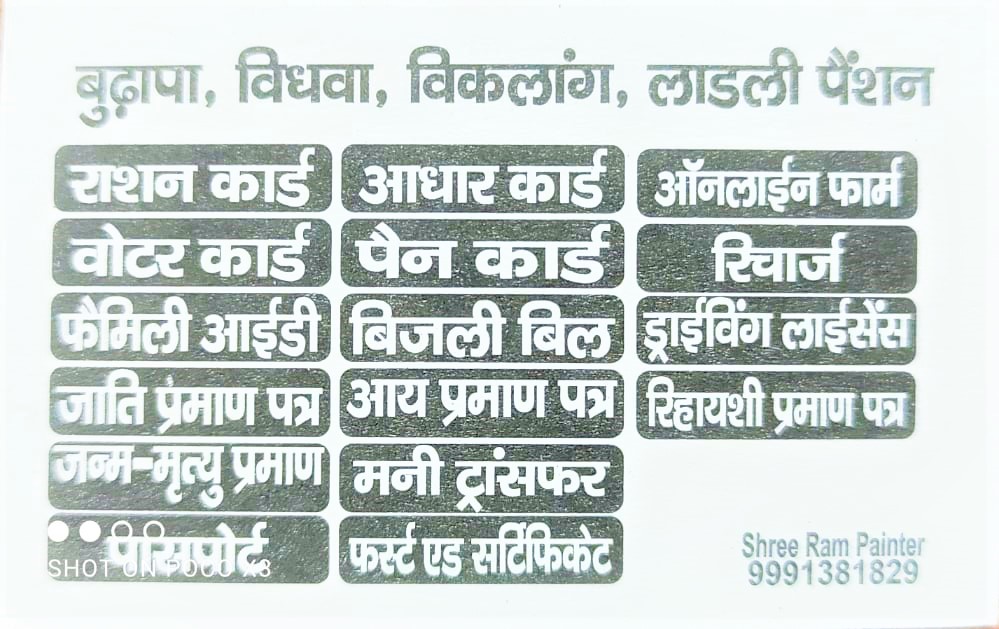 बुढ़ापा, विधवा, विकलांग, लाडली पैंशन
राशन कार्ड
आधार कार्ड
ऑनलाईन फार्म
वोटर कार्ड
पैन कार्ड
रिचार्ज
फैमिली आईडी
बिजली बिल
ड्राईविंग लाईसेंस
जाति प्रमाण पत्र
आय प्रमाण पत्र
रिहायशी प्रमाण पत्र
जन्म-मृत्यु प्रमाण
मनी ट्रांसफर
पासपोर्ट
फर्स्ट एड सर्टिफिकेट
SHOT ON POCO X3
Shree Ram Painter
9991381829